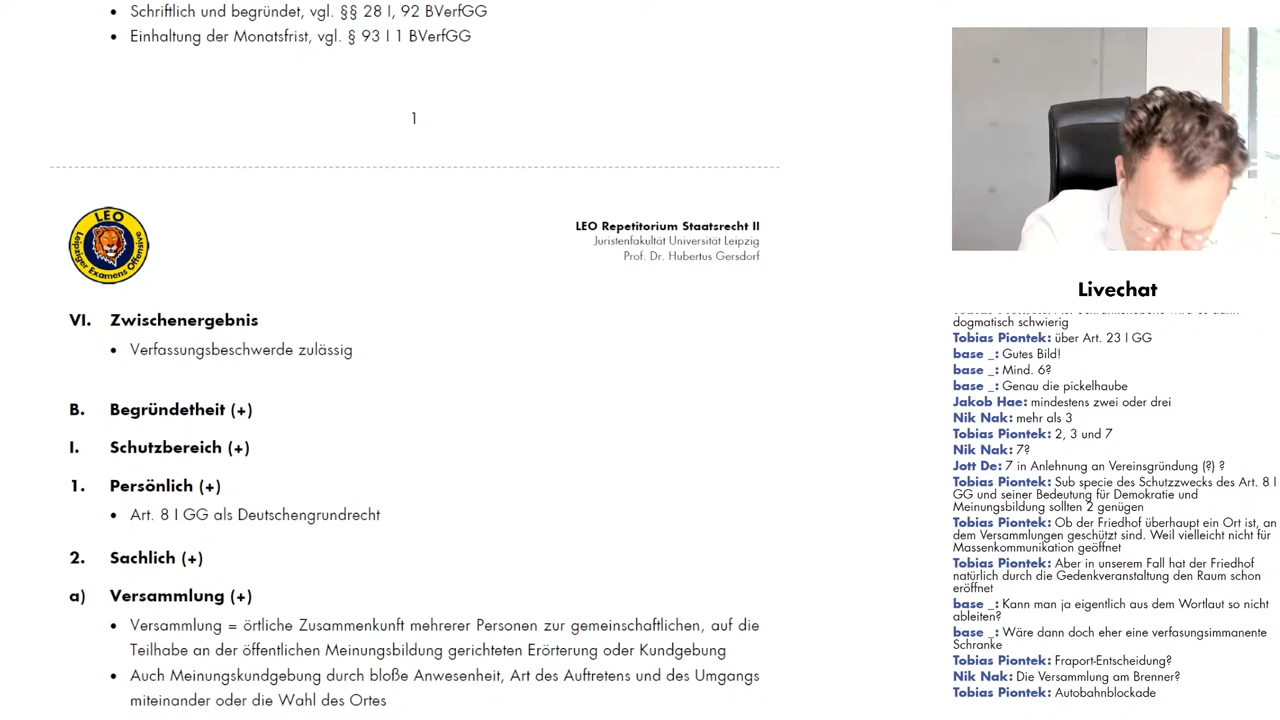 • Schriftlich und begründet, vgl. §§ 28 I, 92 BVerfGG
• Einhaltung der Monatsfrist, vgl. § 93 I 1 BVerfGG
1
LEO
Leipziger Examens Offensive
LEO Repetitorium Staatsrecht II
Juristenfakultät Universität Leipzig
Prof. Dr. Hubertus Gersdorf
VI. Zwischenergebnis
• Verfassungsbeschwerde zulässig
B. Begründetheit (+)
I. Schutzbereich (+)
1. Persönlich (+)
• Art. 8 I GG als Deutschengrundrecht
2. Sachlich (+)
a) Versammlung (+)
• Versammlung = örtliche Zusammenkunft mehrerer Personen zur gemeinschaftlichen, auf die
Teilhabe an der öffentlichen Meinungsbildung gerichteten Erörterung oder Kundgebung
• Auch Meinungskundgebung durch bloße Anwesenheit, Art des Auftretens und des Umgangs
miteinander oder die Wahl des Ortes
Livechat
dogmatisch schwierig
Tobias Piontek: über Art. 23 I GG
base _: Gutes Bild!
base _: Mind. 6?
base _: Genau die pickelhaube
Jakob Hae: mindestens zwei oder drei
Nik Nak: mehr als 3
Tobias Piontek: 2, 3 und 7
Nik Nak: 7?
Jott De: 7 in Anlehnung an Vereinsgründung (?) ?
Tobias Piontek: Sub specie des Schutzzwecks des Art. 8 I
GG und seiner Bedeutung für Demokratie und
Meinungsbildung sollten 2 genügen
Tobias Piontek: Ob der Friedhof überhaupt ein Ort ist, an
dem Versammlungen geschützt sind. Weil vielleicht nicht für
Massenkommunikation geöffnet
Tobias Piontek: Aber in unserem Fall hat der Friedhof
natürlich durch die Gedenkveranstaltung den Raum schon
eröffnet
base _: Kann man ja eigentlich aus dem Wortlaut so nicht
ableiten?
base _: Wäre dann doch eher eine verfasungsimmanente
Schranke
Tobias Piontek: Fraport-Entscheidung?
Nik Nak: Die Versammlung am Brenner?
Tobias Piontek: Autobahnblockade